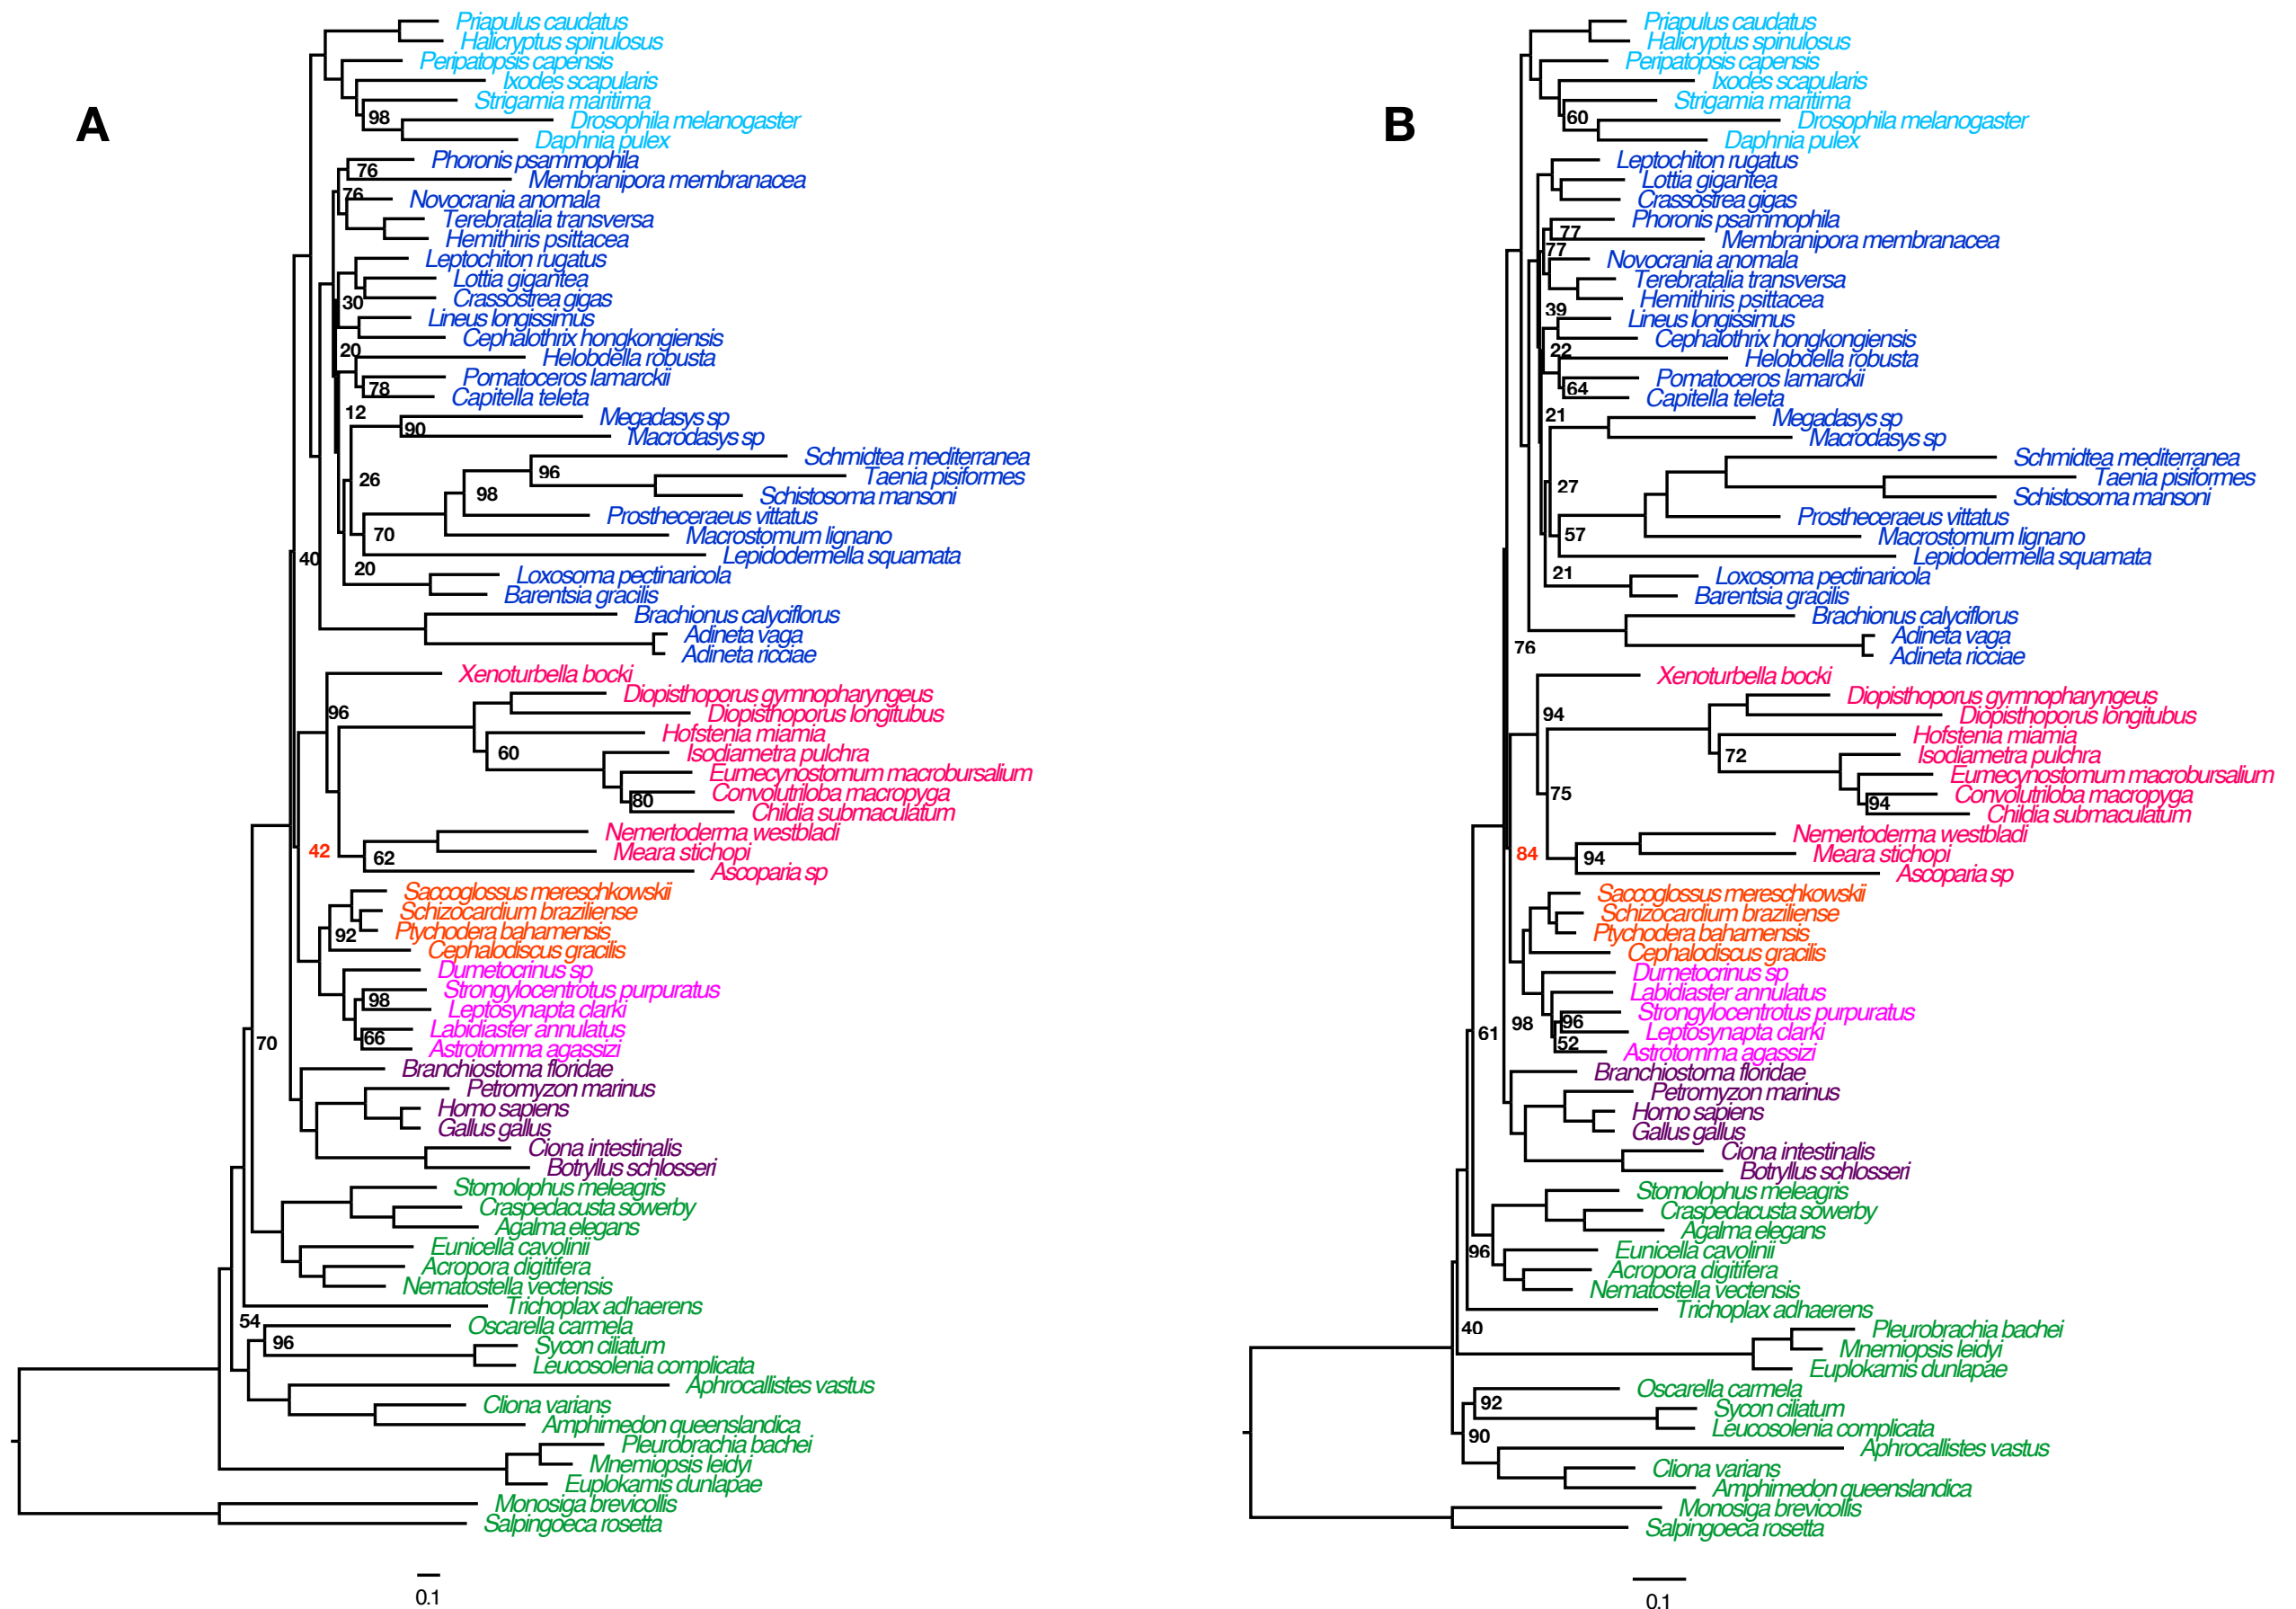 A
Priapulus caudatus
Halicryptus spinulosus
Peripatopsis capensis
Ixodes scapularis
Strigamia maritima
98
Drosophila melanogaster
Daphnia pulex
Phoronis psammophila
76
Membranipora membranacea
76
Novocrania anomala
Terebratalia transversa
Hemithiris psittacea
Leptochiton rugatus
Lottia gigantea
30
Crassostrea gigas
Lineus longissimus
Cephalothrix hongkongiensis
20
Helobdella robusta
Pomatoceros lamarckii
78
Capitella teleta
12
Megadasys sp
90
Macrodasys sp
Schmidtea mediterranea
96
Taenia pisiformes
26
98
Schistosoma mansoni
Prostheceraeus vittatus
70
Macrostomum lignano
40
Lepidodermella squamata
20
Loxosoma pectinaricola
Barentsia gracilis
Brachionus calyciflorus
Adineta vaga
Adineta ricciae
Xenoturbella bocki
Diopisthoporus gymnopharyngeus
96
Diopisthoporus longitubus
Hofstenia miamia
60
Isodiametra pulchra
Eumecynostomum macrobursalium
80
Convolutriloba macropyga
Childia submaculatum
Nemertoderma westbladi
42
62
Meara stichopi
Ascoparia sp
Saccoglossus mereschkowskii
Schizocardium braziliense
92
Ptychodera bahamensis
Cephalodiscus gracilis
Dumetocrinus sp
Strongylocentrotus purpuratus
98
Leptosynapta clarki
Labidiaster annulatus
66
Astrotomma agassizi
70
Branchiostoma floridae
Petromyzon marinus
Homo sapiens
Gallus gallus
Ciona intestinalis
Botryllus schlosseri
Stomolophus meleagris
Craspedacusta sowerby
Agalma elegans
Eunicella cavolinii
Acropora digitifera
Nematostella vectensis
Trichoplax adhaerens
54
Oscarella carmela
96
Sycon ciliatum
Leucosolenia complicata
Aphrocallistes vastus
Cliona varians
Amphimedon queenslandica
Pleurobrachia bachei
Mnemiopsis leidyi
Euplokamis dunlapae
Monosiga brevicollis
Salpingoeca rosetta
0.1
B
Priapulus caudatus
Halicryptus spinulosus
Peripatopsis capensis
Ixodes scapularis
Strigamia maritima
60
Drosophila melanogaster
Daphnia pulex
Leptochiton rugatus
Lottia gigantea
Crassostrea gigas
Phoronis psammophila
77
Membranipora membranacea
77
Novocrania anomala
Terebratalia transversa
Hemithiris psittacea
39
Lineus longissimus
Cephalothrix hongkongiensis
22
Helobdella robusta
Pomatoceros lamarckii
64
Capitella teleta
21
Megadasys sp
Macrodasys sp
Schmidtea mediterranea
Taenia pisiformes
27
Schistosoma mansoni
Prostheceraeus vittatus
57
Macrostomum lignano
Lepidodermella squamata
21
Loxosoma pectinaricola
Barentsia gracilis
Brachionus calyciflorus
Adineta vaga
76
Adineta ricciae
Xenoturbella bocki
Diopisthoporus gymnopharyngeus
94
Diopisthoporus longitubus
Hofstenia miamia
72
Isodiametra pulchra
Eumecynostomum macrobursalium
75
Convolutriloba macropyga
94
Childia submaculatum
Nemertoderma westbladi
84
94
Meara stichopi
Ascoparia sp
Saccoglossus mereschkowskii
Schizocardium braziliense
Ptychodera bahamensis
Cephalodiscus gracilis
Dumetocrinus sp
Labidiaster annulatus
Strongylocentrotus purpuratus
98
96
Leptosynapta clarki
61
52
Astrotomma agassizi
Branchiostoma floridae
Petromyzon marinus
Homo sapiens
Gallus gallus
Ciona intestinalis
Botryllus schlosseri
Stomolophus meleagris
Craspedacusta sowerby
Agalma elegans
96
Eunicella cavolinii
Acropora digitifera
Nematostella vectensis
Trichoplax adhaerens
40
Pleurobrachia bachei
Mnemiopsis leidyi
Euplokamis dunlapae
Oscarella carmela
92
Sycon ciliatum
Leucosolenia complicata
90
Aphrocallistes vastus
Cliona varians
Amphimedon queenslandica
Monosiga brevicollis
Salpingoeca rosetta
0.1